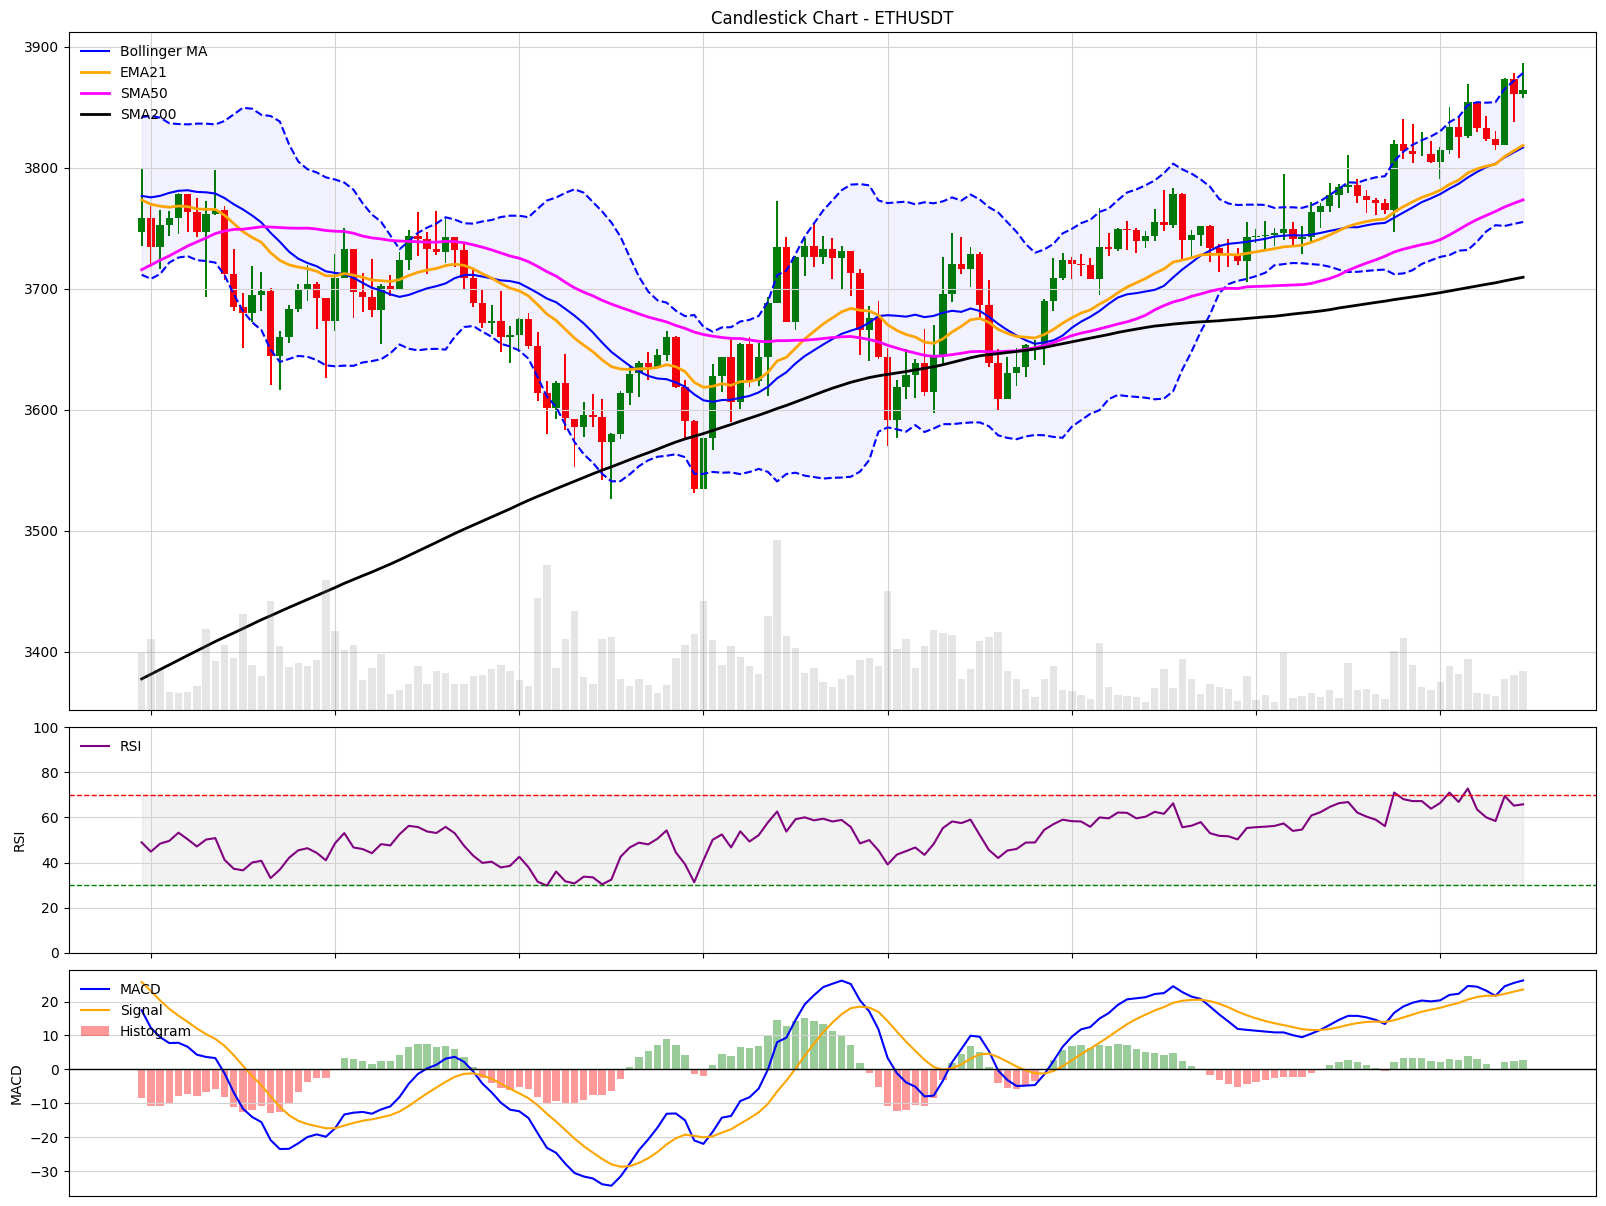 Candlestick Chart - ETHUSDT
3900
3800
3700
3600
3500
3400
Bollinger MA
EMA21
SMA50
SMA200
100
80
60
40
20
0
RSI
RSI
20
10
0
−10
−20
−30
MACD
MACD
Signal
Histogram